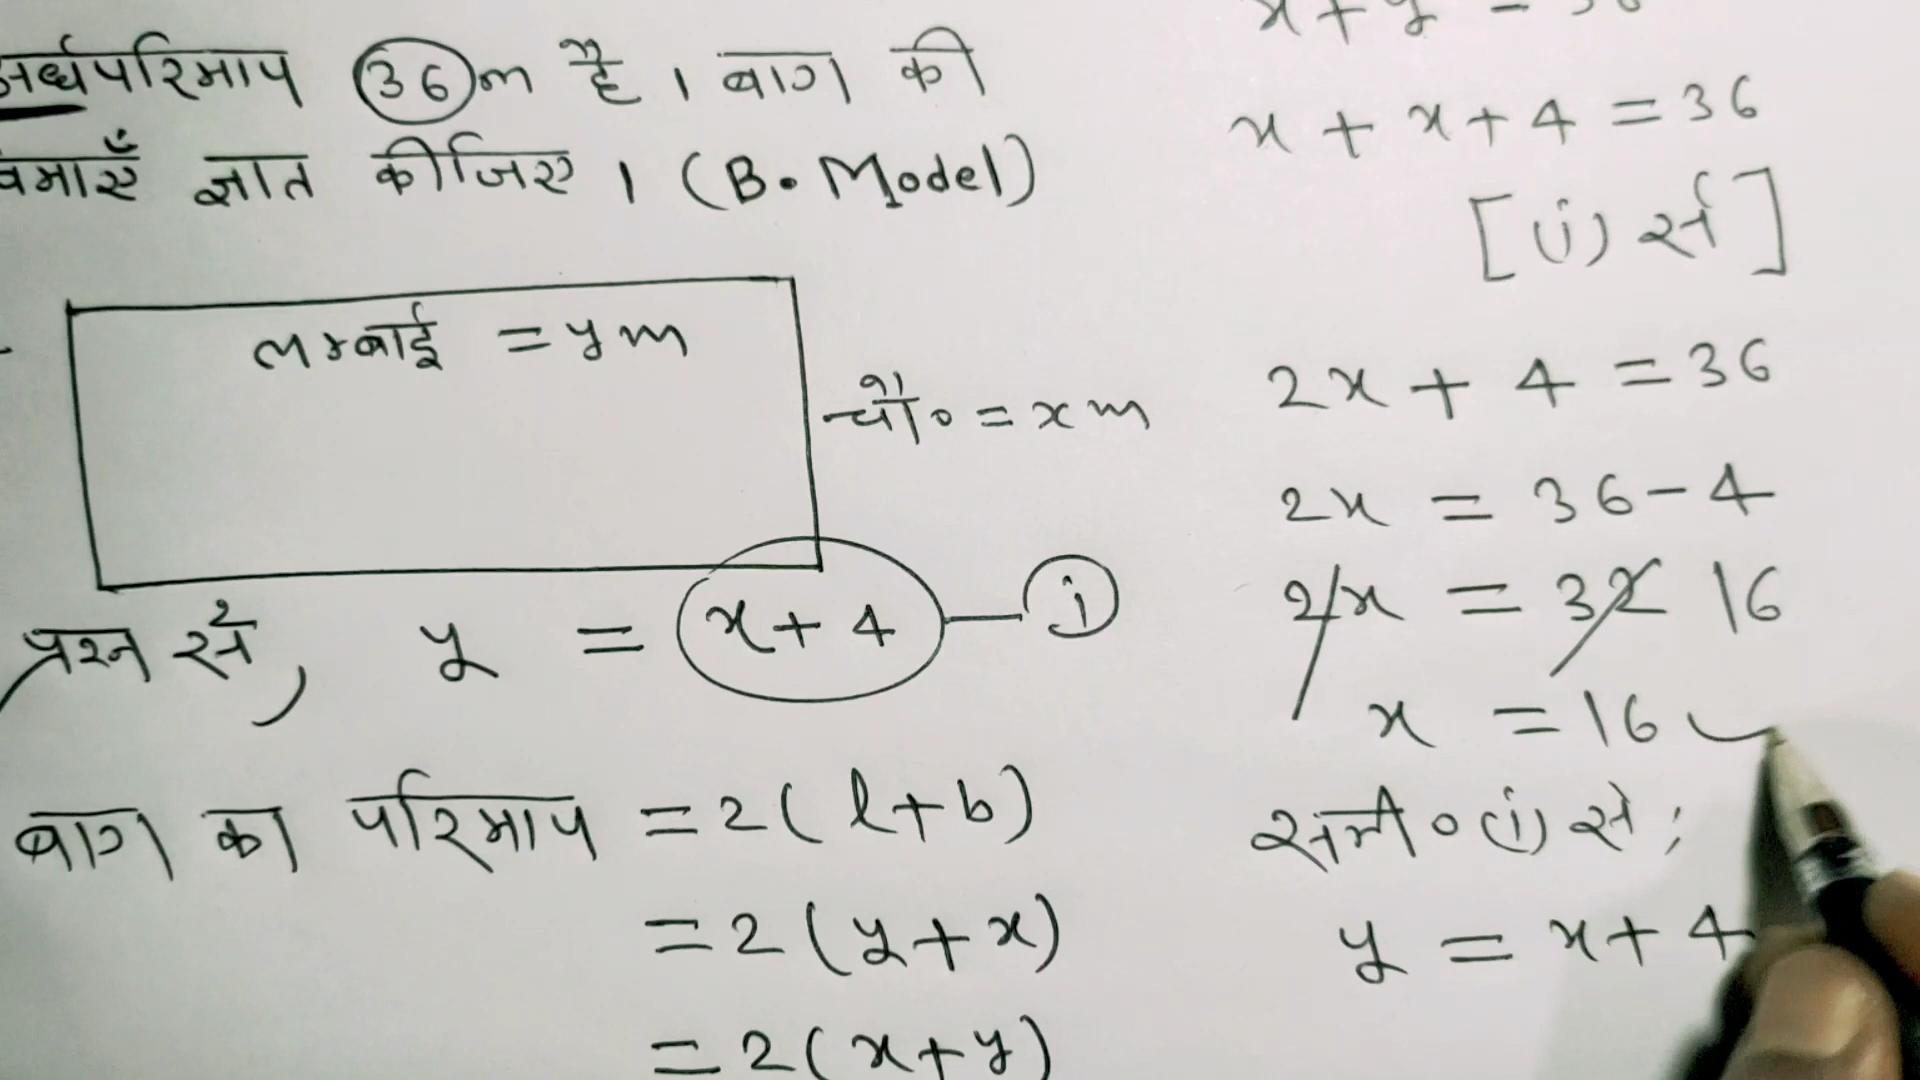 अर्धपरिमाप 36 m है । बाग की
विमाएँ ज्ञात कीजिए । (B. Model)
लम्बाई = y m
चौ० = x m
प्रश्न से, y = x + 4 — (i)
बाग का परिमाप = 2 ( l + b )
= 2 ( y + x )
= 2 ( x + y )
x + y = 36
x + x + 4 = 36
[ (i) से ]
2x + 4 = 36
2x = 36 - 4
2x = 32 16
x = 16
समी० (i) से ;
y = x + 4